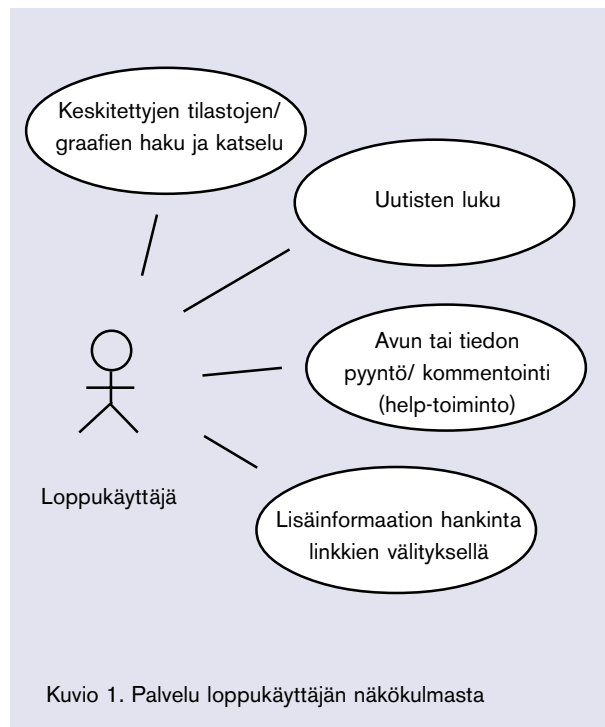 Keskitettyjen tilastojen/
graafien haku ja katselu
Uutisten luku
Avun tai tiedon
pyyntö/ kommentointi
(help-toiminto)
Loppukäyttäjä
Lisäinformaation hankinta
linkkien välityksellä
Kuvio 1. Palvelu loppukäyttäjän näkökulmasta